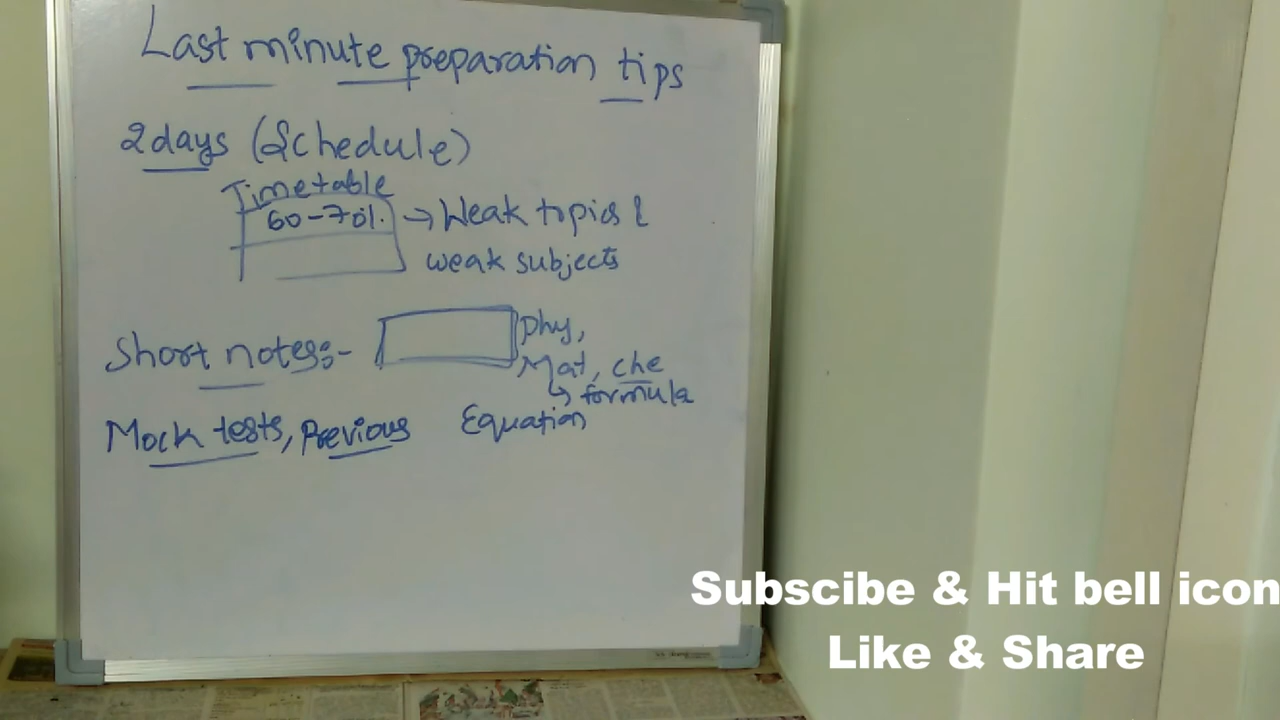 Last minute preparation tips
2days (Schedule)
Timetable
60-70%. → Weak topics &
weak subjects
Short notes:- Phy,
Mat, che
↳ formula
Mock tests, Previous Equation
Subscibe & Hit bell icon
Like & Share